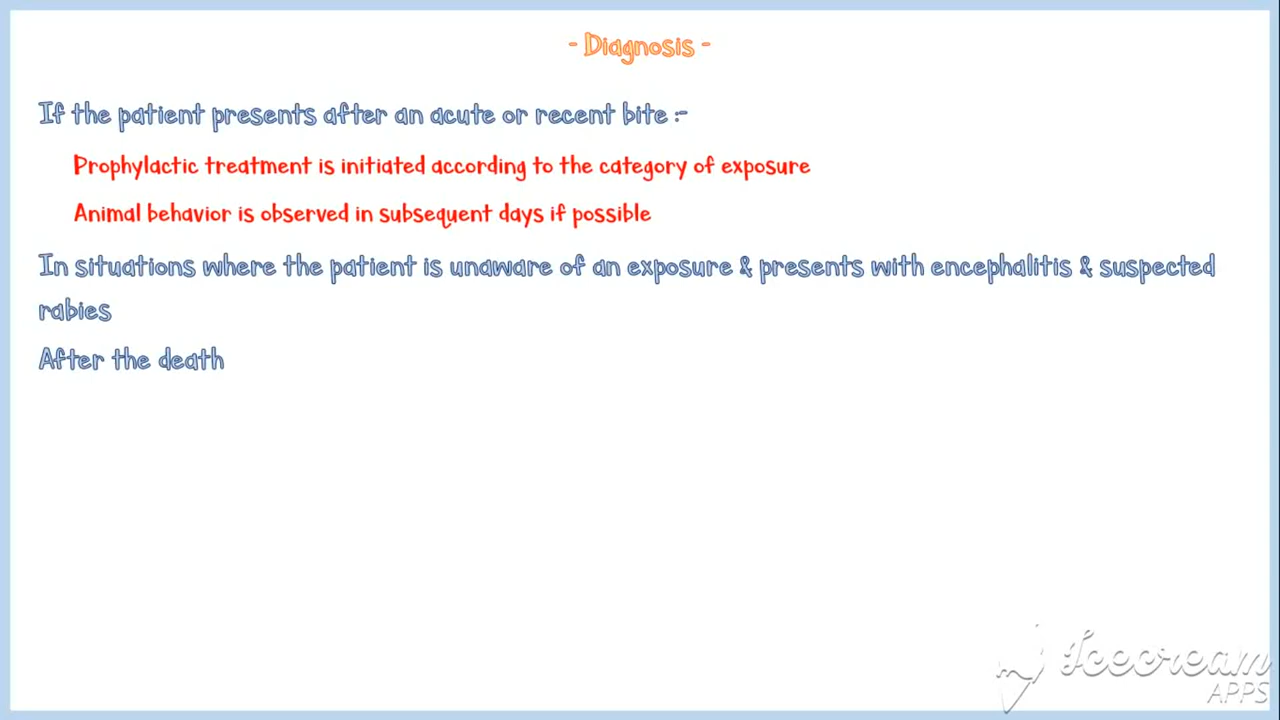 - Diagnosis -
If the patient presents after an acute or recent bite :-
Prophylactic treatment is initiated according to the category of exposure
Animal behavior is observed in subsequent days if possible
In situations where the patient is unaware of an exposure & presents with encephalitis & suspected
rabies
After the death
Icecream
APPS